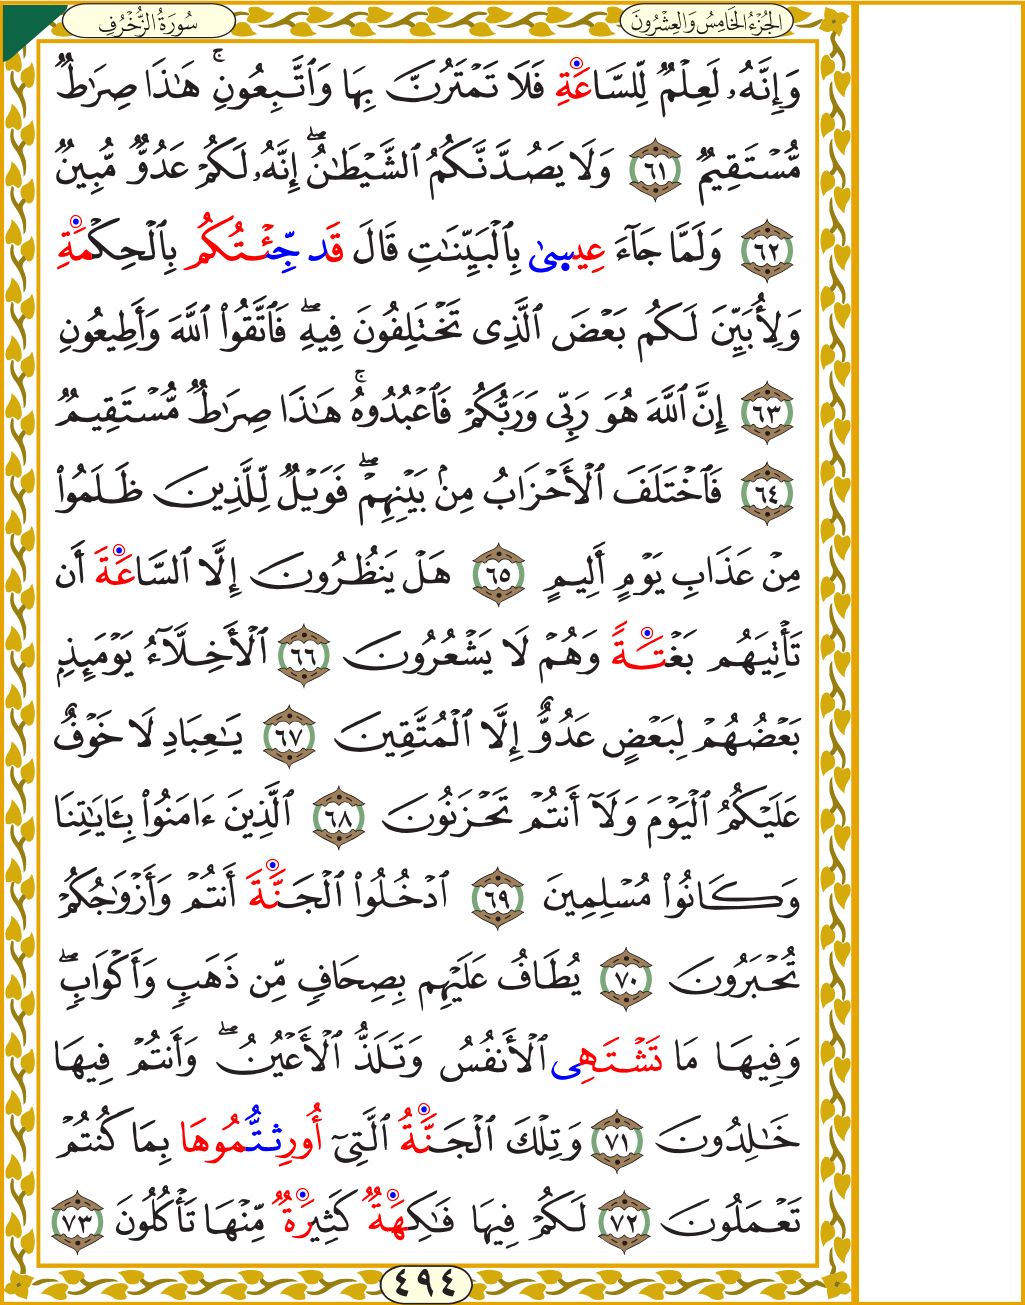 الجُزْءُ الخَامِسُ وَالعِشْرُونَ
سُورَةُ الزُّخْرُفِ
وَإِنَّهُۥ لَعِلْمٌ لِّلسَّاعَةِ فَلَا تَمْتَرُنَّ بِهَا وَٱتَّبِعُونِۚ هَٰذَا صِرَٰطٌ
مُّسْتَقِيمٌ ٦١ وَلَا يَصُدَّنَّكُمُ ٱلشَّيْطَٰنُۖ إِنَّهُۥ لَكُمْ عَدُوٌّ مُّبِينٌ
٦٢ وَلَمَّا جَآءَ عِيسىٰ بِٱلْبَيِّنَٰتِ قَالَ قَد جِّئْتُكُم بِٱلْحِكْمَةِ
وَلِأُبَيِّنَ لَكُم بَعْضَ ٱلَّذِى تَخْتَلِفُونَ فِيهِۖ فَٱتَّقُوا۟ ٱللَّهَ وَأَطِيعُونِ
٦٣ إِنَّ ٱللَّهَ هُوَ رَبِّى وَرَبُّكُمْ فَٱعْبُدُوهُۚ هَٰذَا صِرَٰطٌ مُّسْتَقِيمٌ
٦٤ فَٱخْتَلَفَ ٱلْأَحْزَابُ مِنۢ بَيْنِهِمْۖ فَوَيْلٌ لِّلَّذِينَ ظَلَمُوا۟
مِنْ عَذَابِ يَوْمٍ أَلِيمٍ ٦٥ هَلْ يَنظُرُونَ إِلَّا ٱلسَّاعَةَ أَن
تَأْتِيَهُم بَغْتَةً وَهُمْ لَا يَشْعُرُونَ ٦٦ ٱلْأَخِلَّآءُ يَوْمَئِذٍۭ
بَعْضُهُمْ لِبَعْضٍ عَدُوٌّ إِلَّا ٱلْمُتَّقِينَ ٦٧ يَٰعِبَادِ لَا خَوْفٌ
عَلَيْكُمُ ٱلْيَوْمَ وَلَآ أَنتُمْ تَحْزَنُونَ ٦٨ ٱلَّذِينَ ءَامَنُوا۟ بِـَٔايَٰتِنَا
وَكَانُوا۟ مُسْلِمِينَ ٦٩ ٱدْخُلُوا۟ ٱلْجَنَّةَ أَنتُمْ وَأَزْوَٰجُكُمْ
تُحْبَرُونَ ٧٠ يُطَافُ عَلَيْهِم بِصِحَافٍ مِّن ذَهَبٍ وَأَكْوَابٍۖ
وَفِيهَا مَا تَشْتَهِى ٱلْأَنفُسُ وَتَلَذُّ ٱلْأَعْيُنُۖ وَأَنتُمْ فِيهَا
خَٰلِدُونَ ٧١ وَتِلْكَ ٱلْجَنَّةُ ٱلَّتِىٓ أُورِثتُّمُوهَا بِمَا كُنتُمْ
تَعْمَلُونَ ٧٢ لَكُمْ فِيهَا فَٰكِهَةٌ كَثِيرَةٌ مِّنْهَا تَأْكُلُونَ ٧٣
٤٩٤